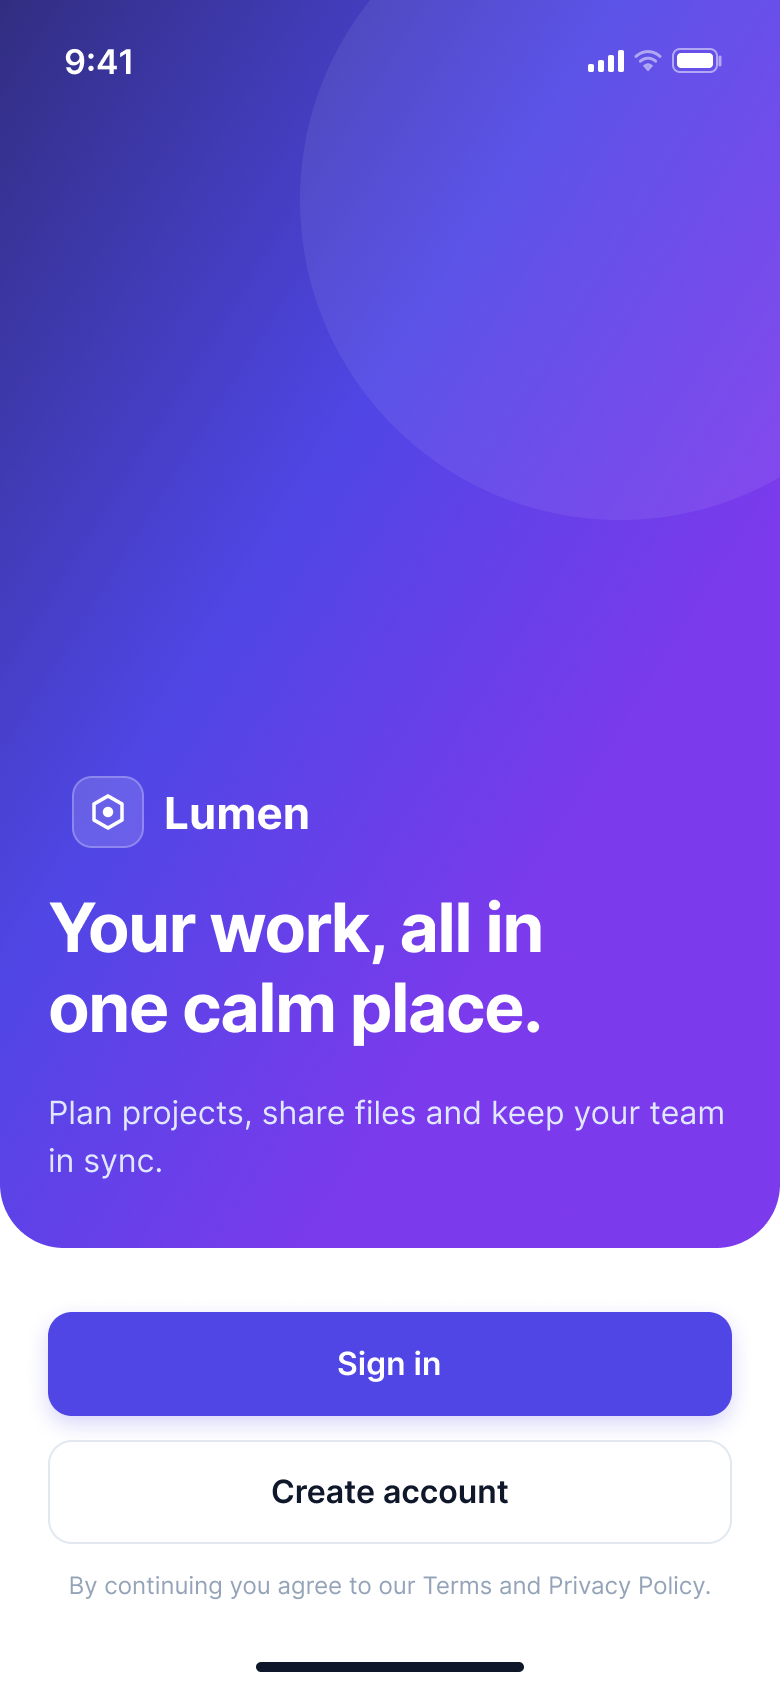 9:41
Lumen
Your work, all in
one calm place.
Plan projects, share files and keep your team
in sync.
Sign in
Create account
By continuing you agree to our Terms and Privacy Policy.